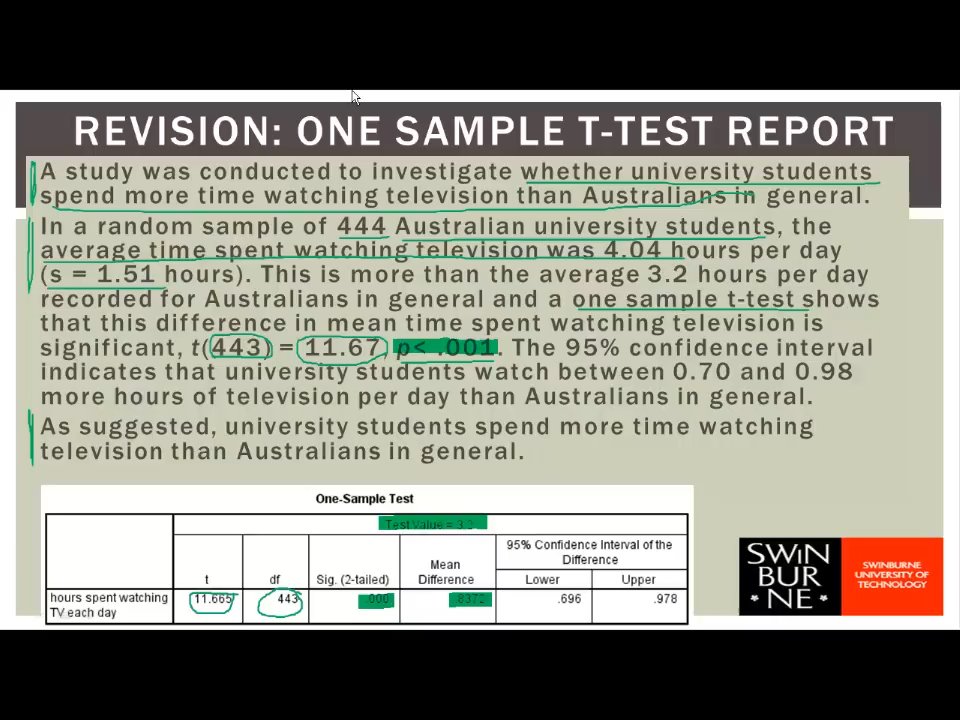 REVISION: ONE SAMPLE T-TEST REPORT
A study was conducted to investigate whether university students
spend more time watching television than Australians in general.
In a random sample of 444 Australian university students, the
average time spent watching television was 4.04 hours per day
(s = 1.51 hours). This is more than the average 3.2 hours per day
recorded for Australians in general and a one sample t-test shows
that this difference in mean time spent watching television is
significant, t(443) = 11.67, p< .001. The 95% confidence interval
indicates that university students watch between 0.70 and 0.98
more hours of television per day than Australians in general.
As suggested, university students spend more time watching
television than Australians in general.
One-Sample Test
Test Value = 3.2
95% Confidence Interval of the
Difference
Mean
t df Sig. (2-tailed) Difference Lower Upper
hours spent watching 11.665 443 .000 .8372 .696 .978
TV each day
SWIN
BUR
NE
SWINBURNE
UNIVERSITY OF
TECHNOLOGY